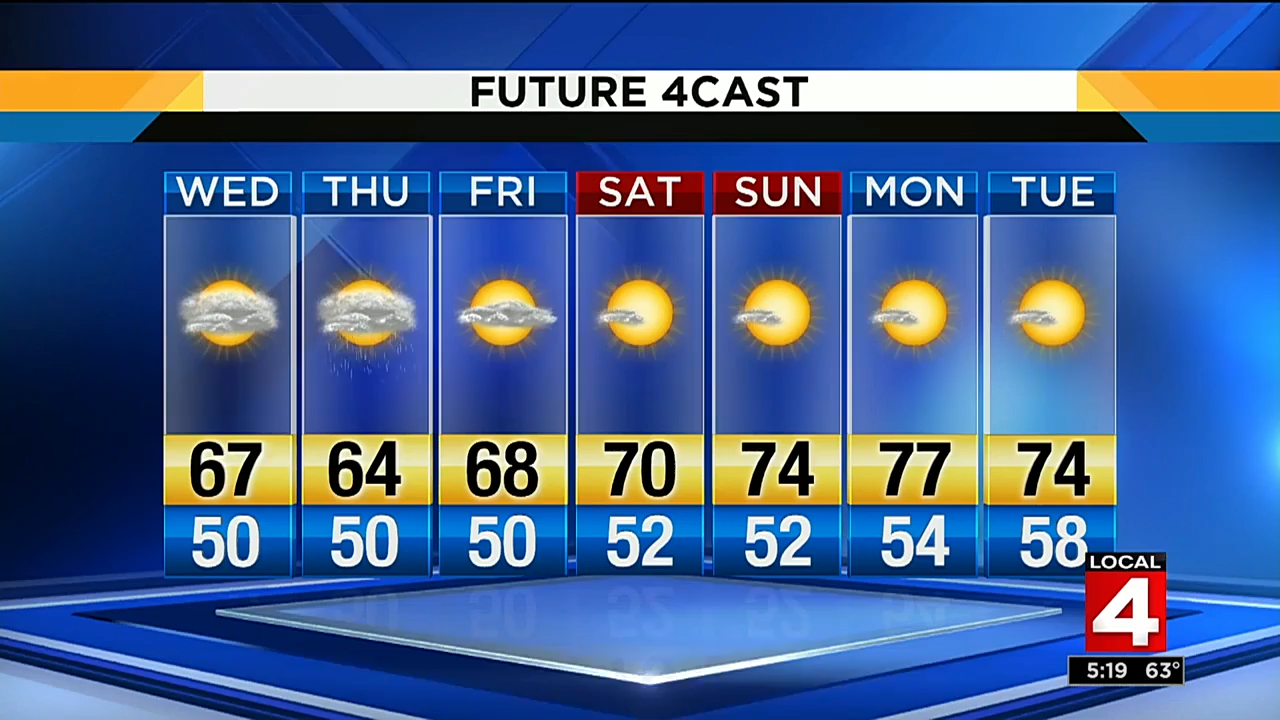 FUTURE 4CAST
WED THU FRI SAT SUN MON TUE
67 64 68 70 74 77 74
50 50 50 52 52 54 58
LOCAL
4
5:19 63°